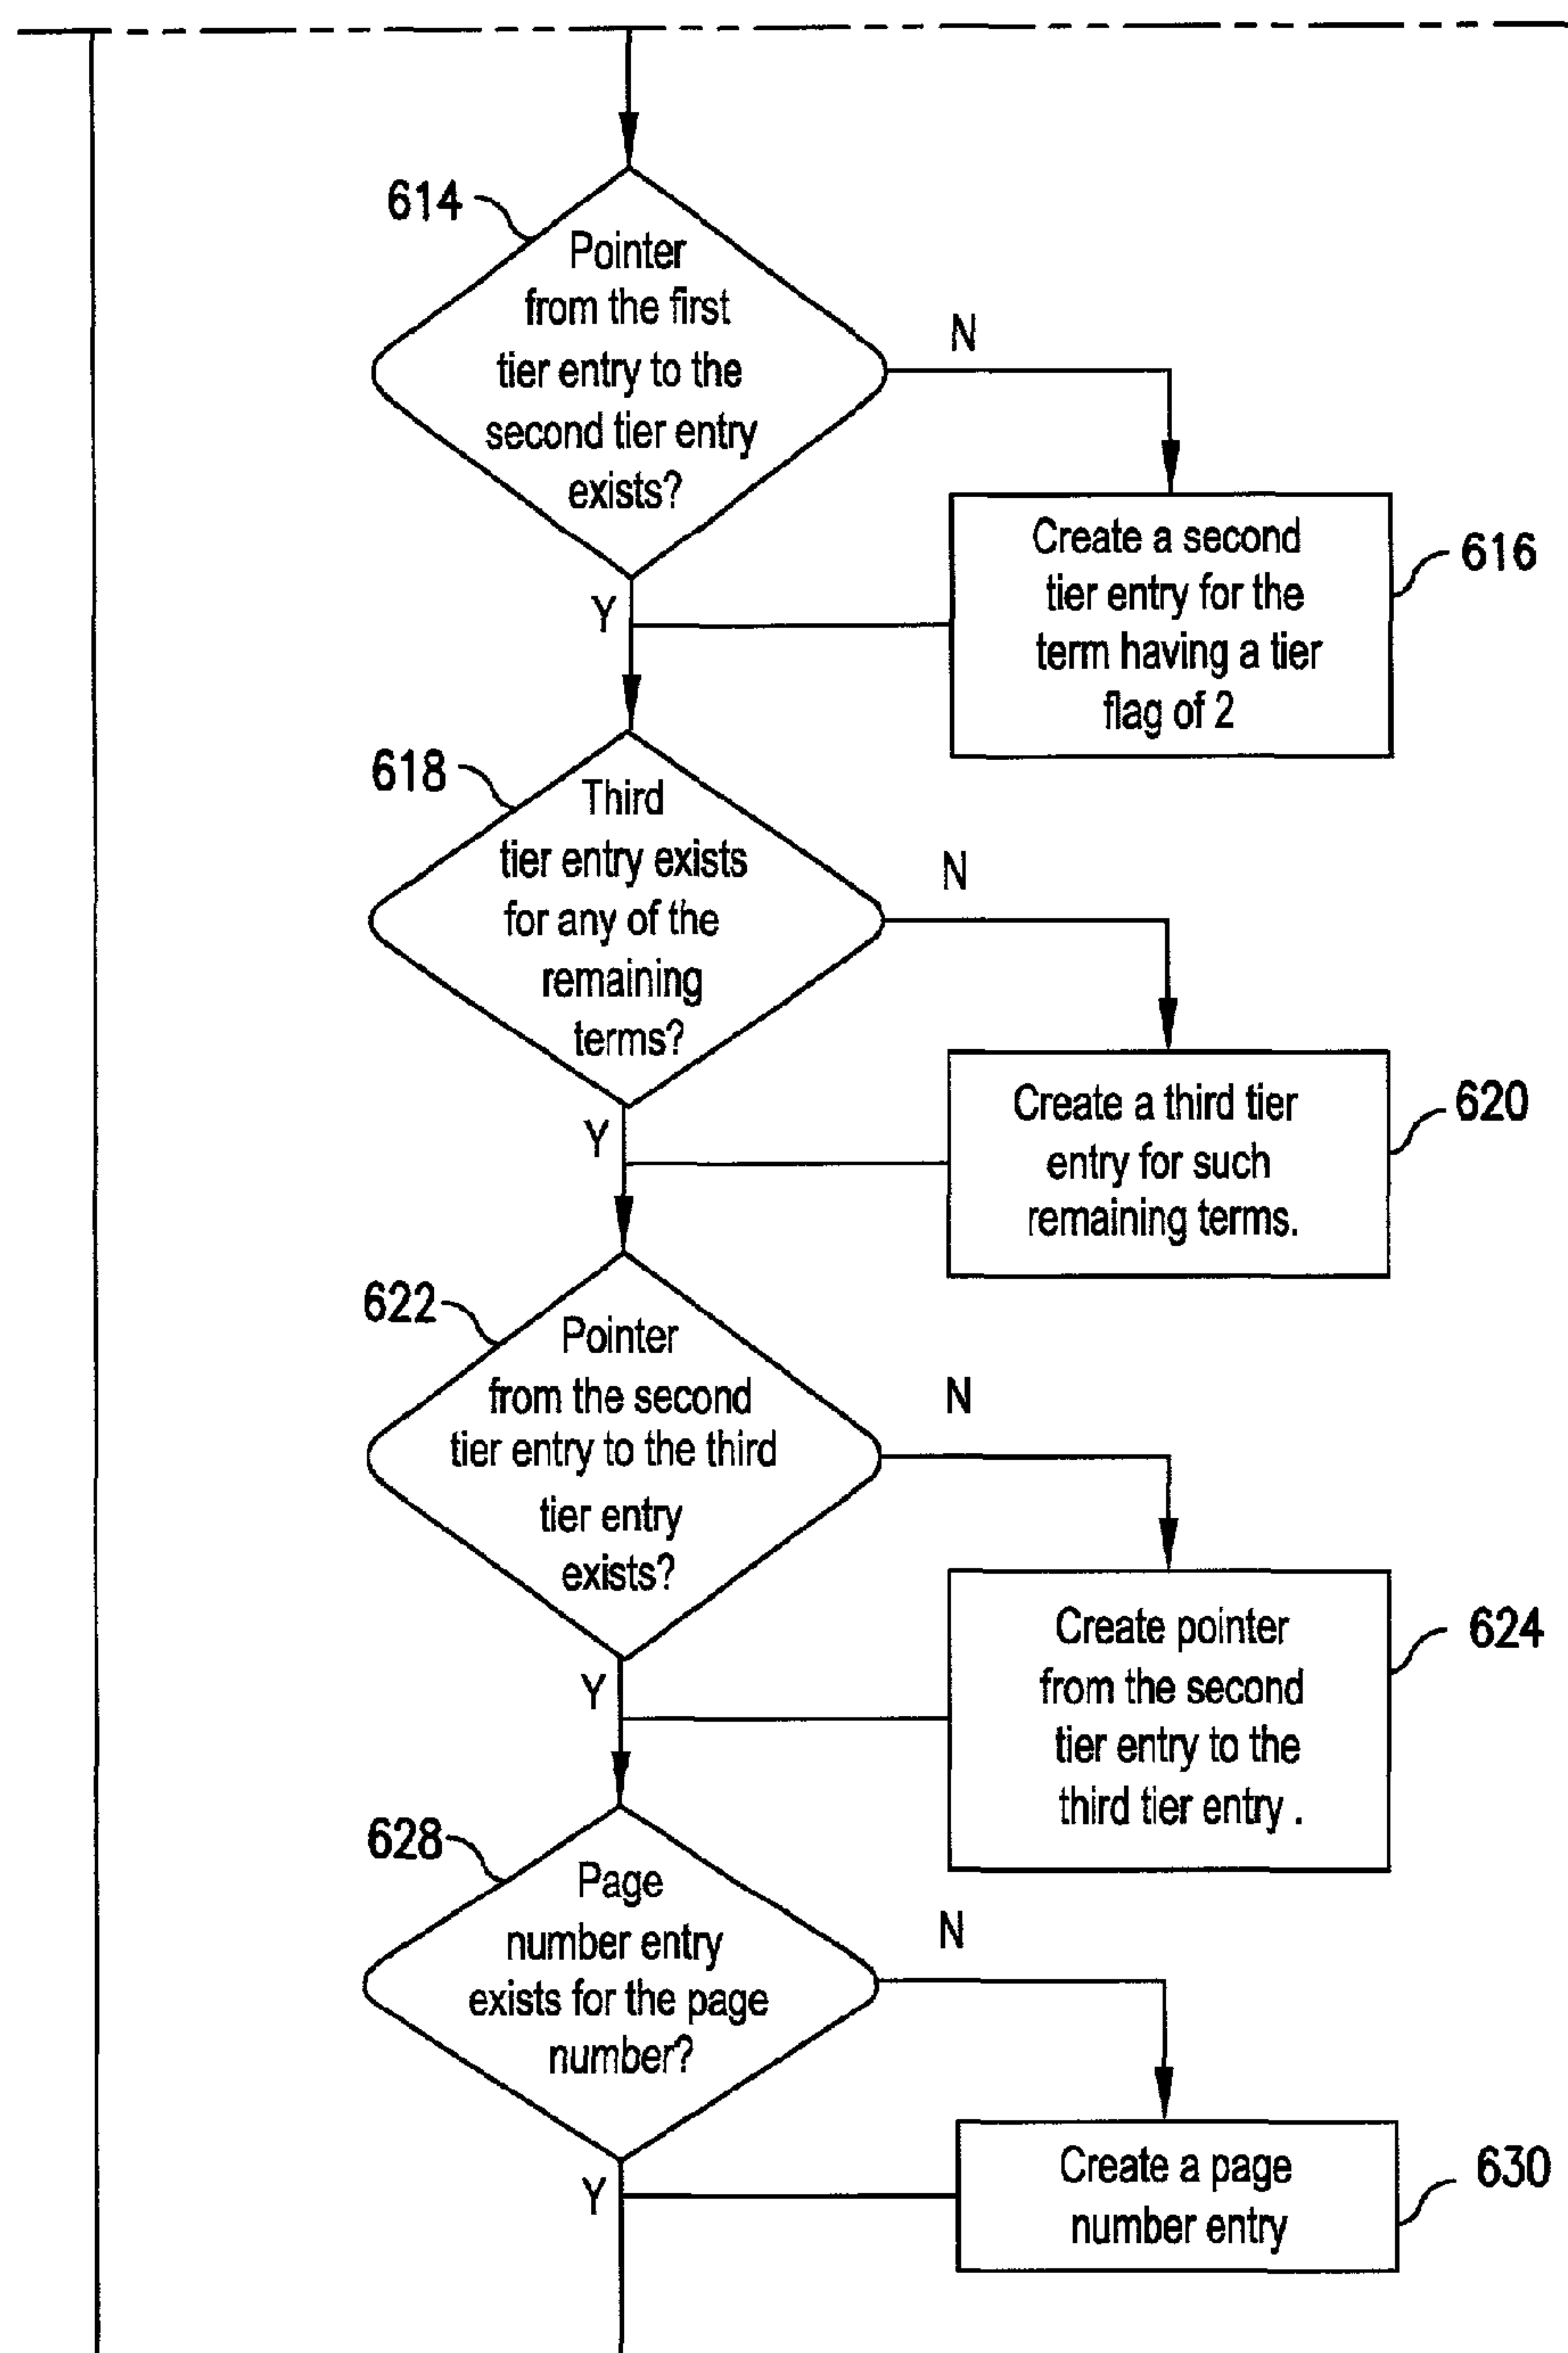 614
Pointer
from the first
tier entry to the
second tier entry
exists?
N
Y
Create a second
tier entry for the
term having a tier
flag of 2
616
618
Third
tier entry exists
for any of the
remaining
terms?
N
Y
Create a third tier
entry for such
remaining terms.
620
622
Pointer
from the second
tier entry to the third
tier entry
exists?
N
Y
Create pointer
from the second
tier entry to the
third tier entry .
624
628
Page
number entry
exists for the page
number?
N
Y
Create a page
number entry
630